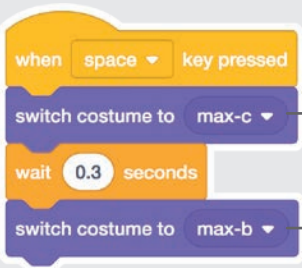 when space key pressed
switch costume to max-c
wait 0.3 seconds
switch costume to max-b